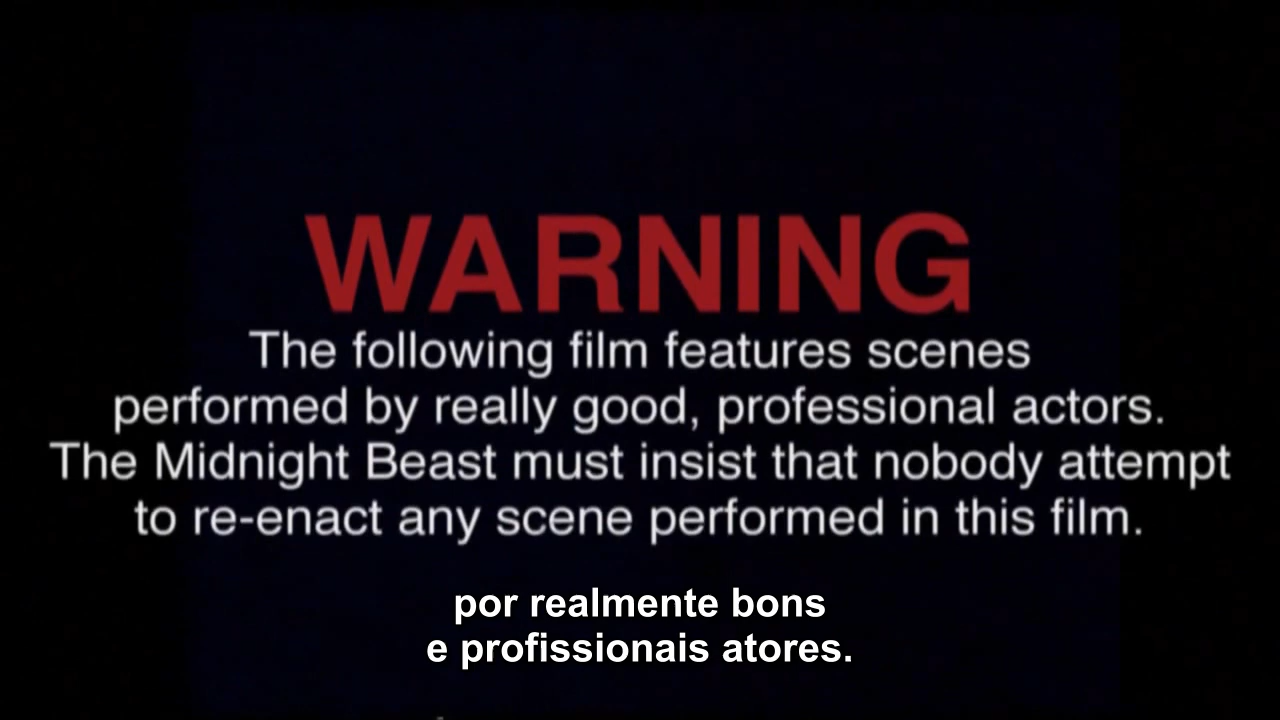 WARNING
The following film features scenes
performed by really good, professional actors.
The Midnight Beast must insist that nobody attempt
to re-enact any scene performed in this film.
por realmente bons
e profissionais atores.